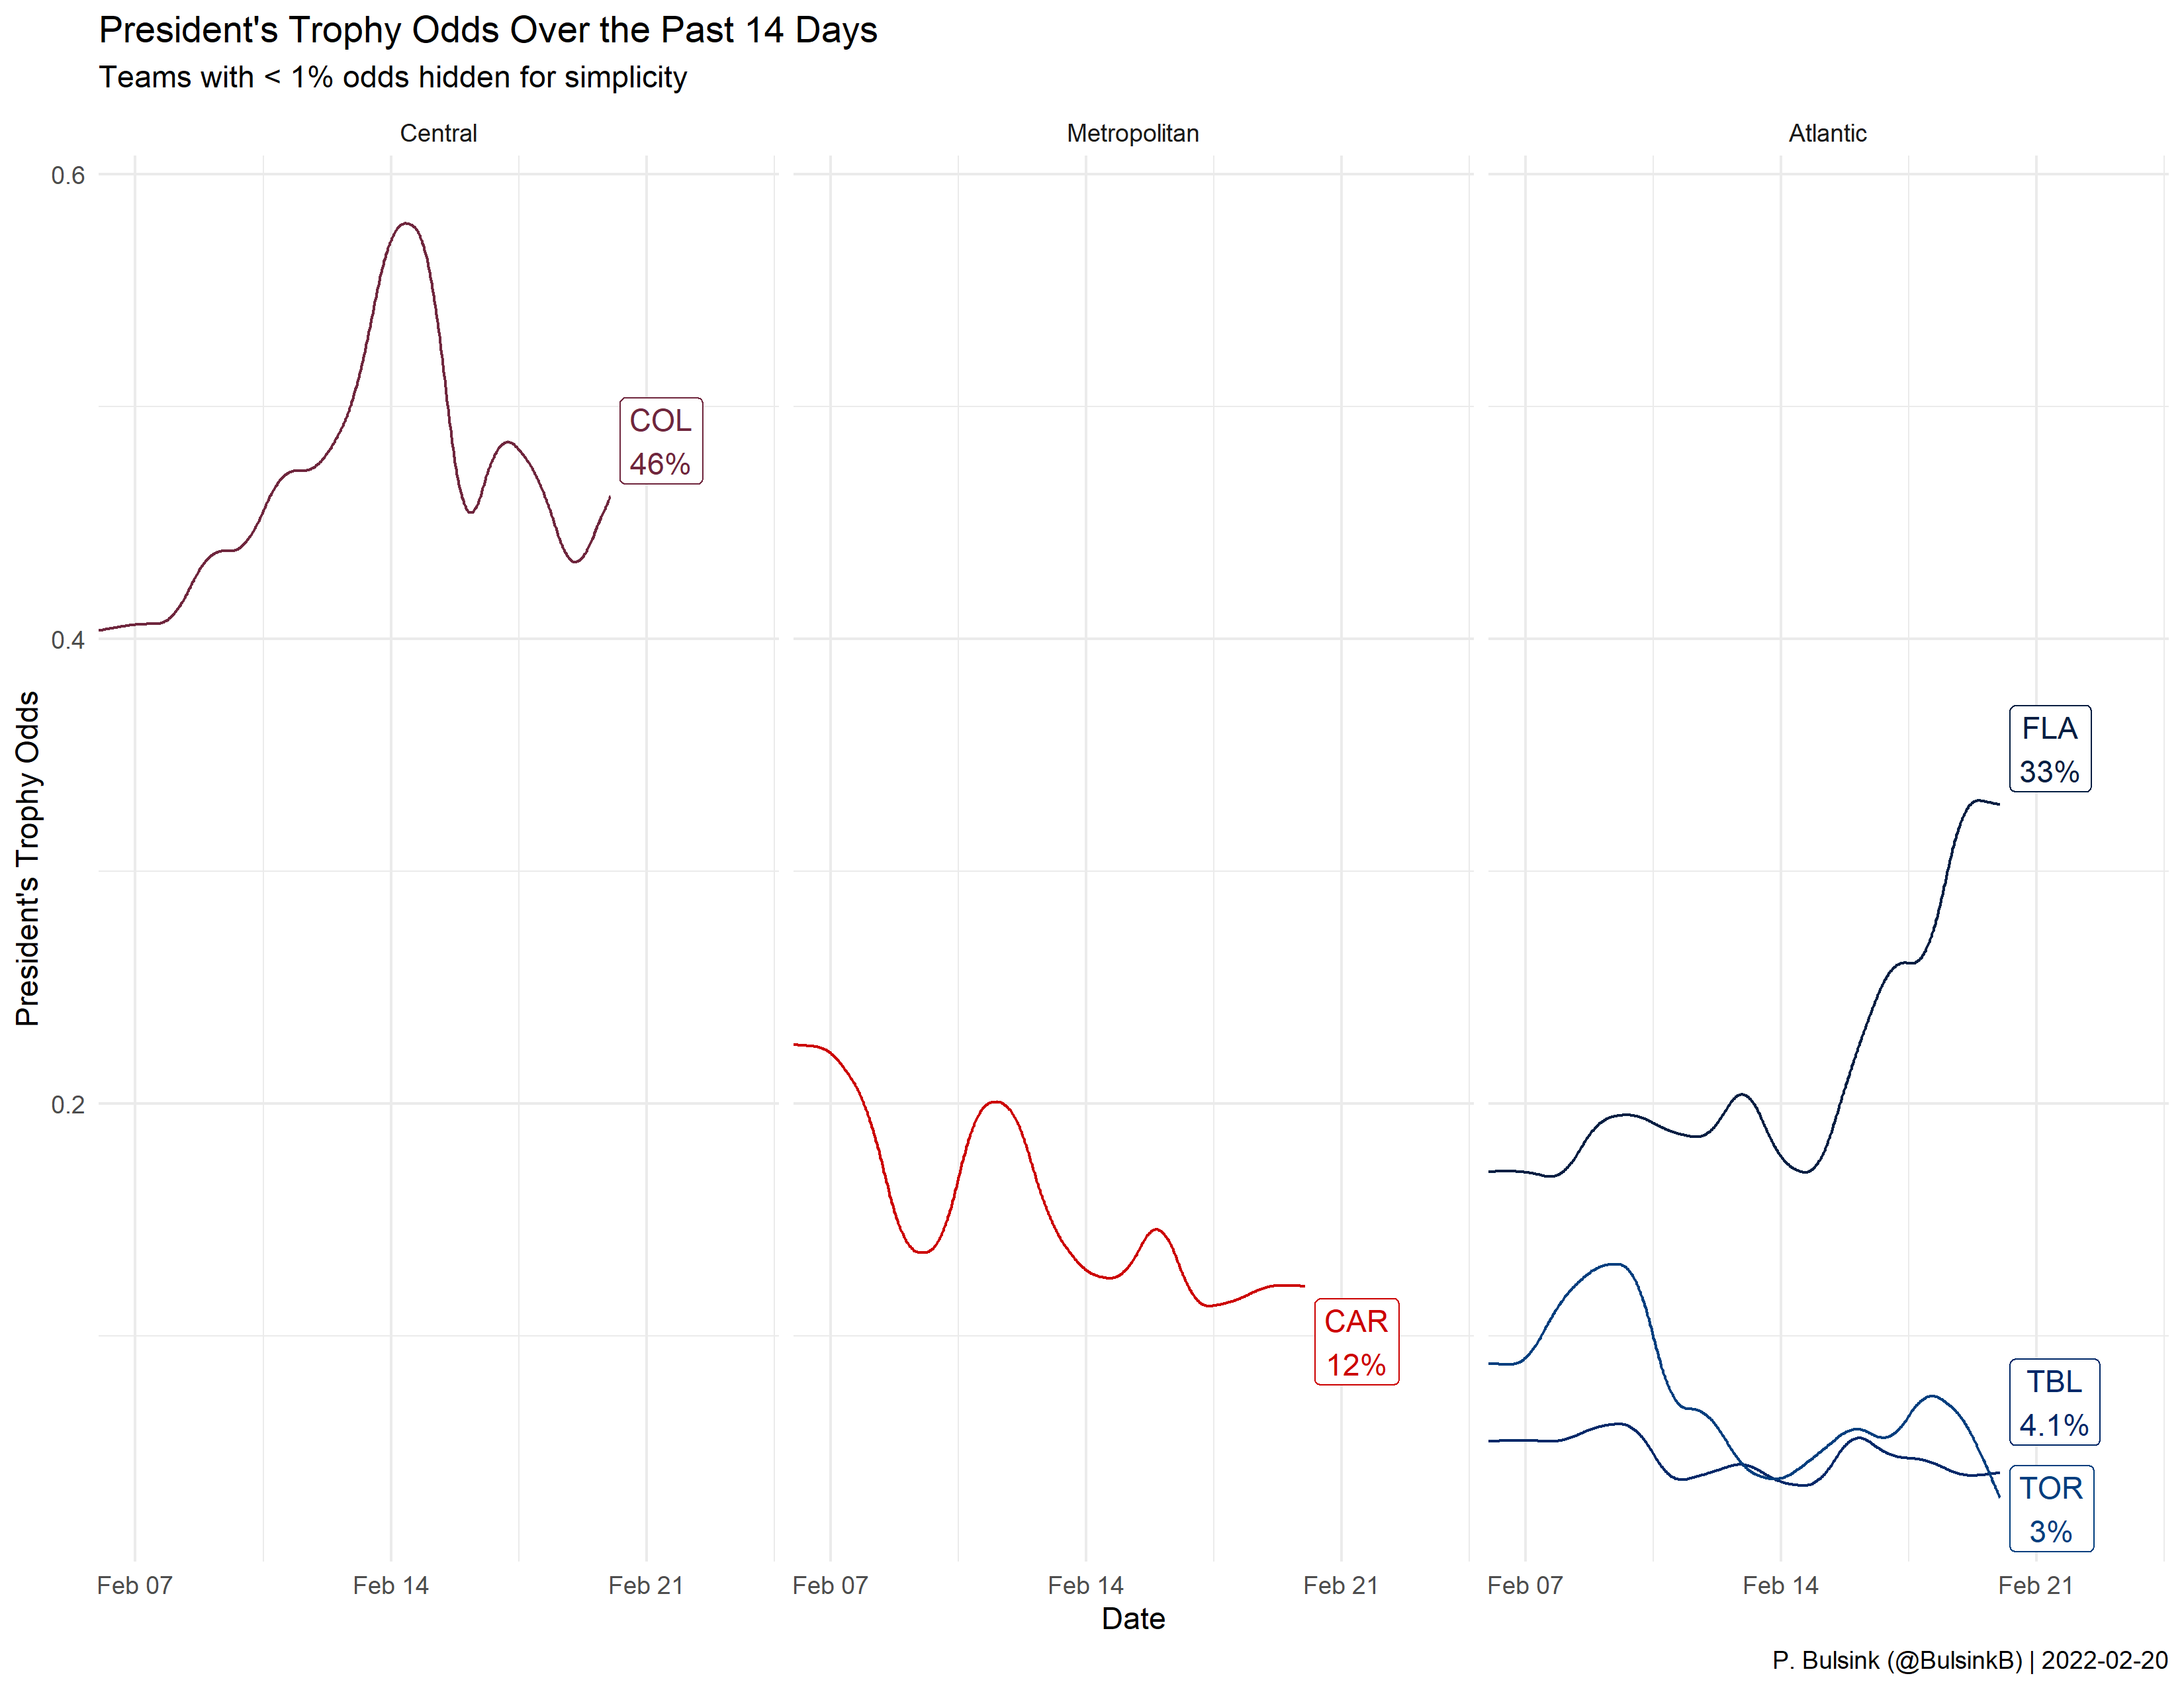 President's Trophy Odds Over the Past 14 Days
Teams with < 1% odds hidden for simplicity
Central
Metropolitan
Atlantic
President's Trophy Odds
0.6
0.4
0.2
COL
46%
CAR
12%
FLA
33%
TBL
4.1%
TOR
3%
Feb 07
Feb 14
Feb 21
Feb 07
Feb 14
Feb 21
Feb 07
Feb 14
Feb 21
Date
P. Bulsink (@BulsinkB) | 2022-02-20